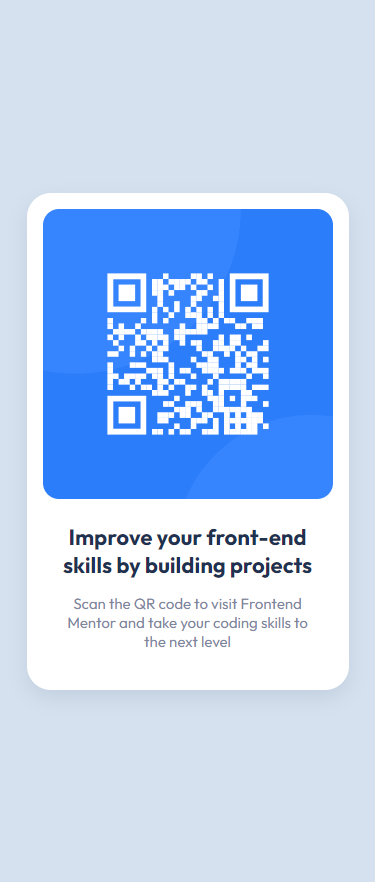 Improve your front-end
skills by building projects
Scan the QR code to visit Frontend
Mentor and take your coding skills to
the next level